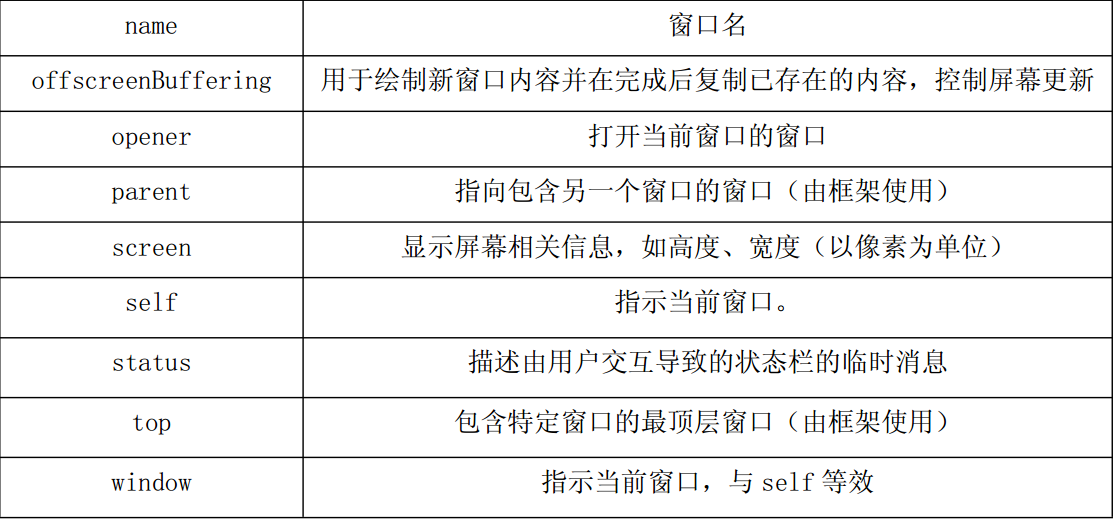 name 窗口名
offscreenBuffering 用于绘制新窗口内容并在完成后复制已存在的内容，控制屏幕更新
opener 打开当前窗口的窗口
parent 指向包含另一个窗口的窗口（由框架使用）
screen 显示屏幕相关信息，如高度、宽度（以像素为单位）
self 指示当前窗口。
status 描述由用户交互导致的状态栏的临时消息
top 包含特定窗口的最顶层窗口（由框架使用）
window 指示当前窗口，与 self 等效